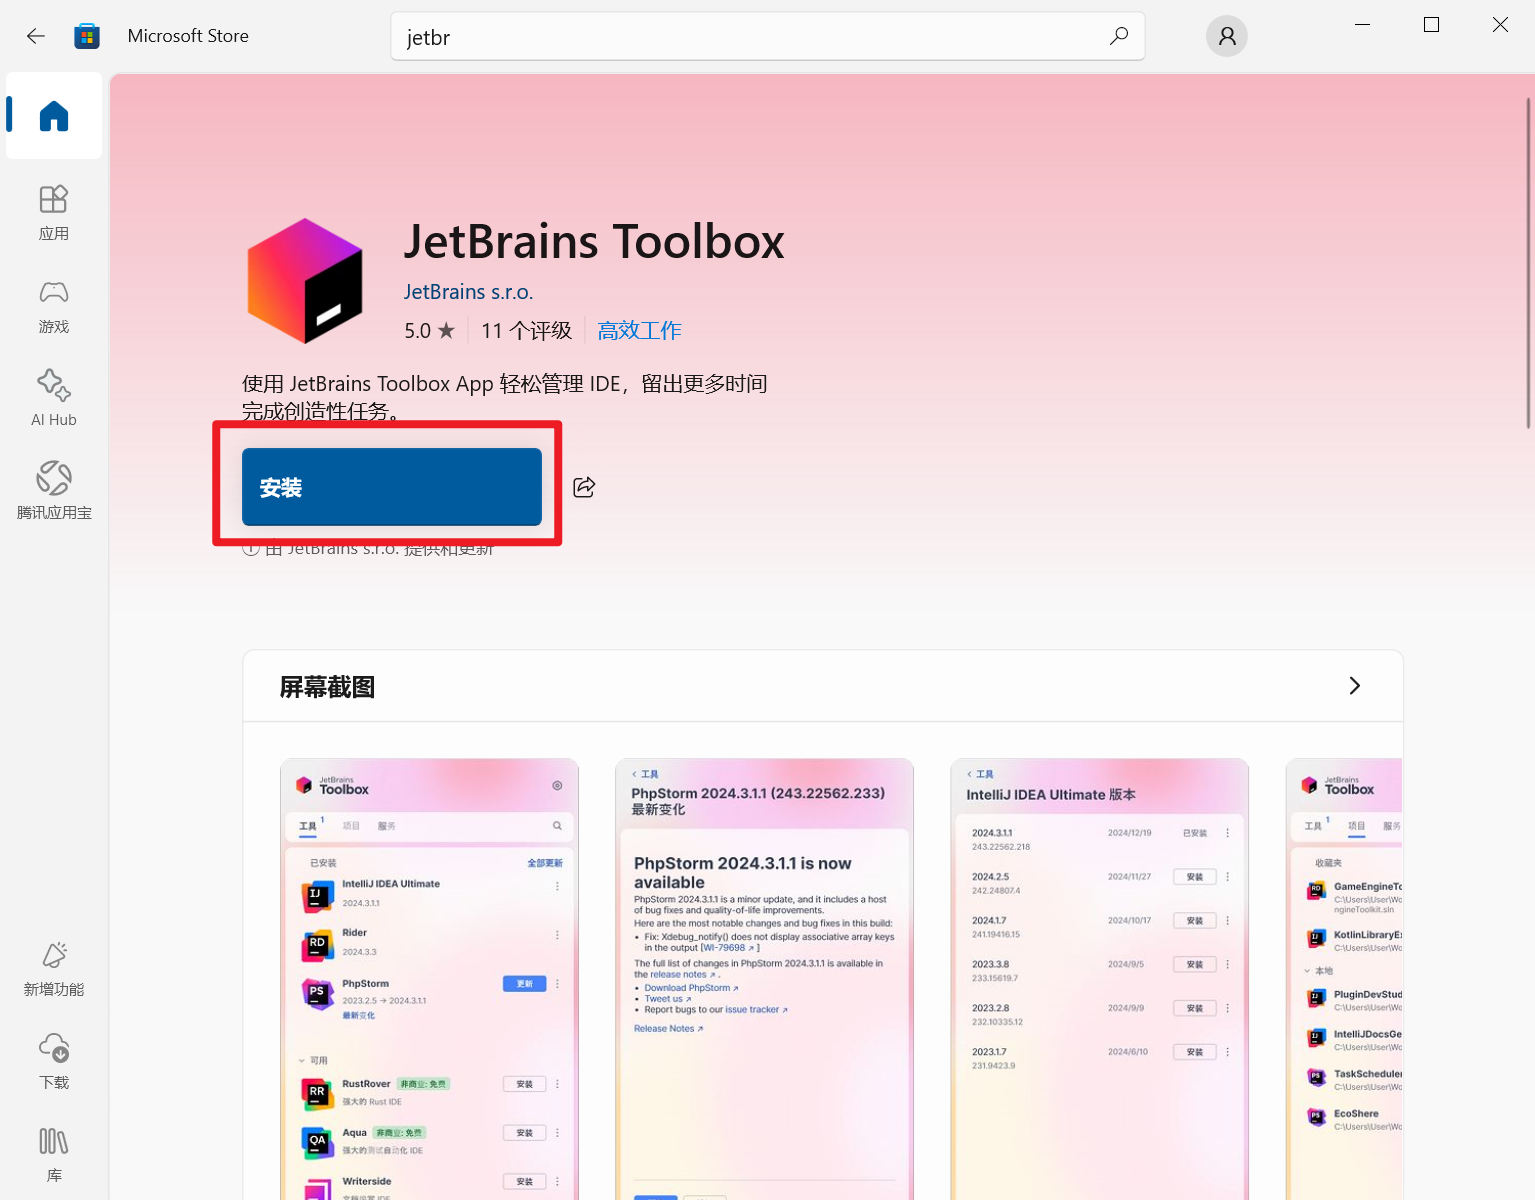 Microsoft Store
jetbr
应用
游戏
AI Hub
腾讯应用宝
新增功能
下载
库
JetBrains Toolbox
JetBrains s.r.o.
5.0 ★ 11 个评级 高效工作
使用 JetBrains Toolbox App 轻松管理 IDE，留出更多时间
完成创造性任务。
安装
由 JetBrains s.r.o. 提供和更新
屏幕截图
JetBrains
Toolbox
工具 1 项目 服务
已安装 全部更新
IntelliJ IDEA Ultimate
2024.3.1.1
Rider
2024.3.3
PhpStorm 更新
2023.2.5 → 2024.3.1.1
最新变化
可用
RustRover 非商业: 免费 安装
强大的 Rust IDE
Aqua 非商业: 免费 安装
强大的测试自动化 IDE
Writerside 安装
工具
PhpStorm 2024.3.1.1 (243.22562.233)
最新变化
PhpStorm 2024.3.1.1 is now
available
PhpStorm 2024.3.1.1 is a minor update, and it includes a host
of bug fixes and quality-of-life improvements.
Here are the most notable changes and bug fixes in this build:
• Fix: Xdebug_notify() does not display associative array keys
in the output [WI-79698 ↗]
The full list of changes in PhpStorm 2024.3.1.1 is available in
the release notes ↗ .
• Download PhpStorm ↗
• Tweet us ↗
• Report bugs to our issue tracker ↗
Release Notes ↗
工具
IntelliJ IDEA Ultimate 版本
2024.3.1.1 2024/12/19 已安装
243.22562.218
2024.2.5 2024/11/27 安装
242.24807.4
2024.1.7 2024/10/17 安装
241.19416.15
2023.3.8 2024/9/5 安装
233.15619.7
2023.2.8 2024/9/9 安装
232.10335.12
2023.1.7 2024/6/10 安装
231.9423.9
JetBrains
Toolbox
工具 1 项目 服务
收藏夹
GameEngineTo
C:\Users\User\Wo
ngineToolkit.sln
KotlinLibraryEx
C:\Users\User\Wo
本地
PluginDevStud
C:\Users\User\Wo
IntelliJDocsGe
C:\Users\User\Wo
TaskScheduler
C:\Users\User\Wo
EcoShere
C:\Users\User\Wo